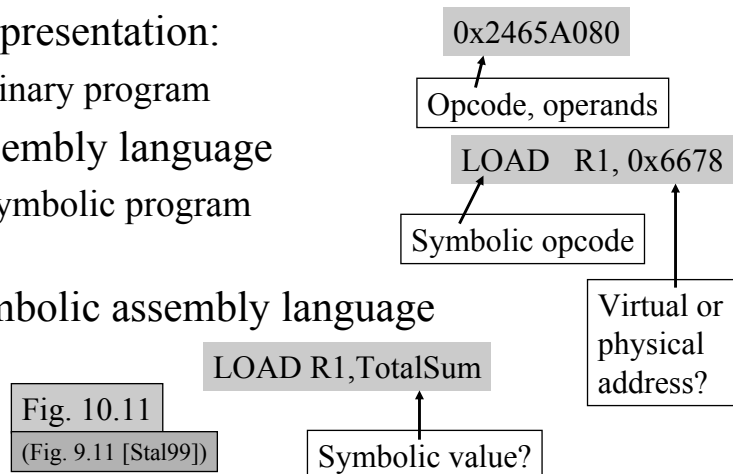 presentation:
0x2465A080
inary program
Opcode, operands
embly language
LOAD R1, 0x6678
ymbolic program
Symbolic opcode
mbolic assembly language
Virtual or
physical
address?
LOAD R1,TotalSum
Fig. 10.11
(Fig. 9.11 [Stal99])
Symbolic value?